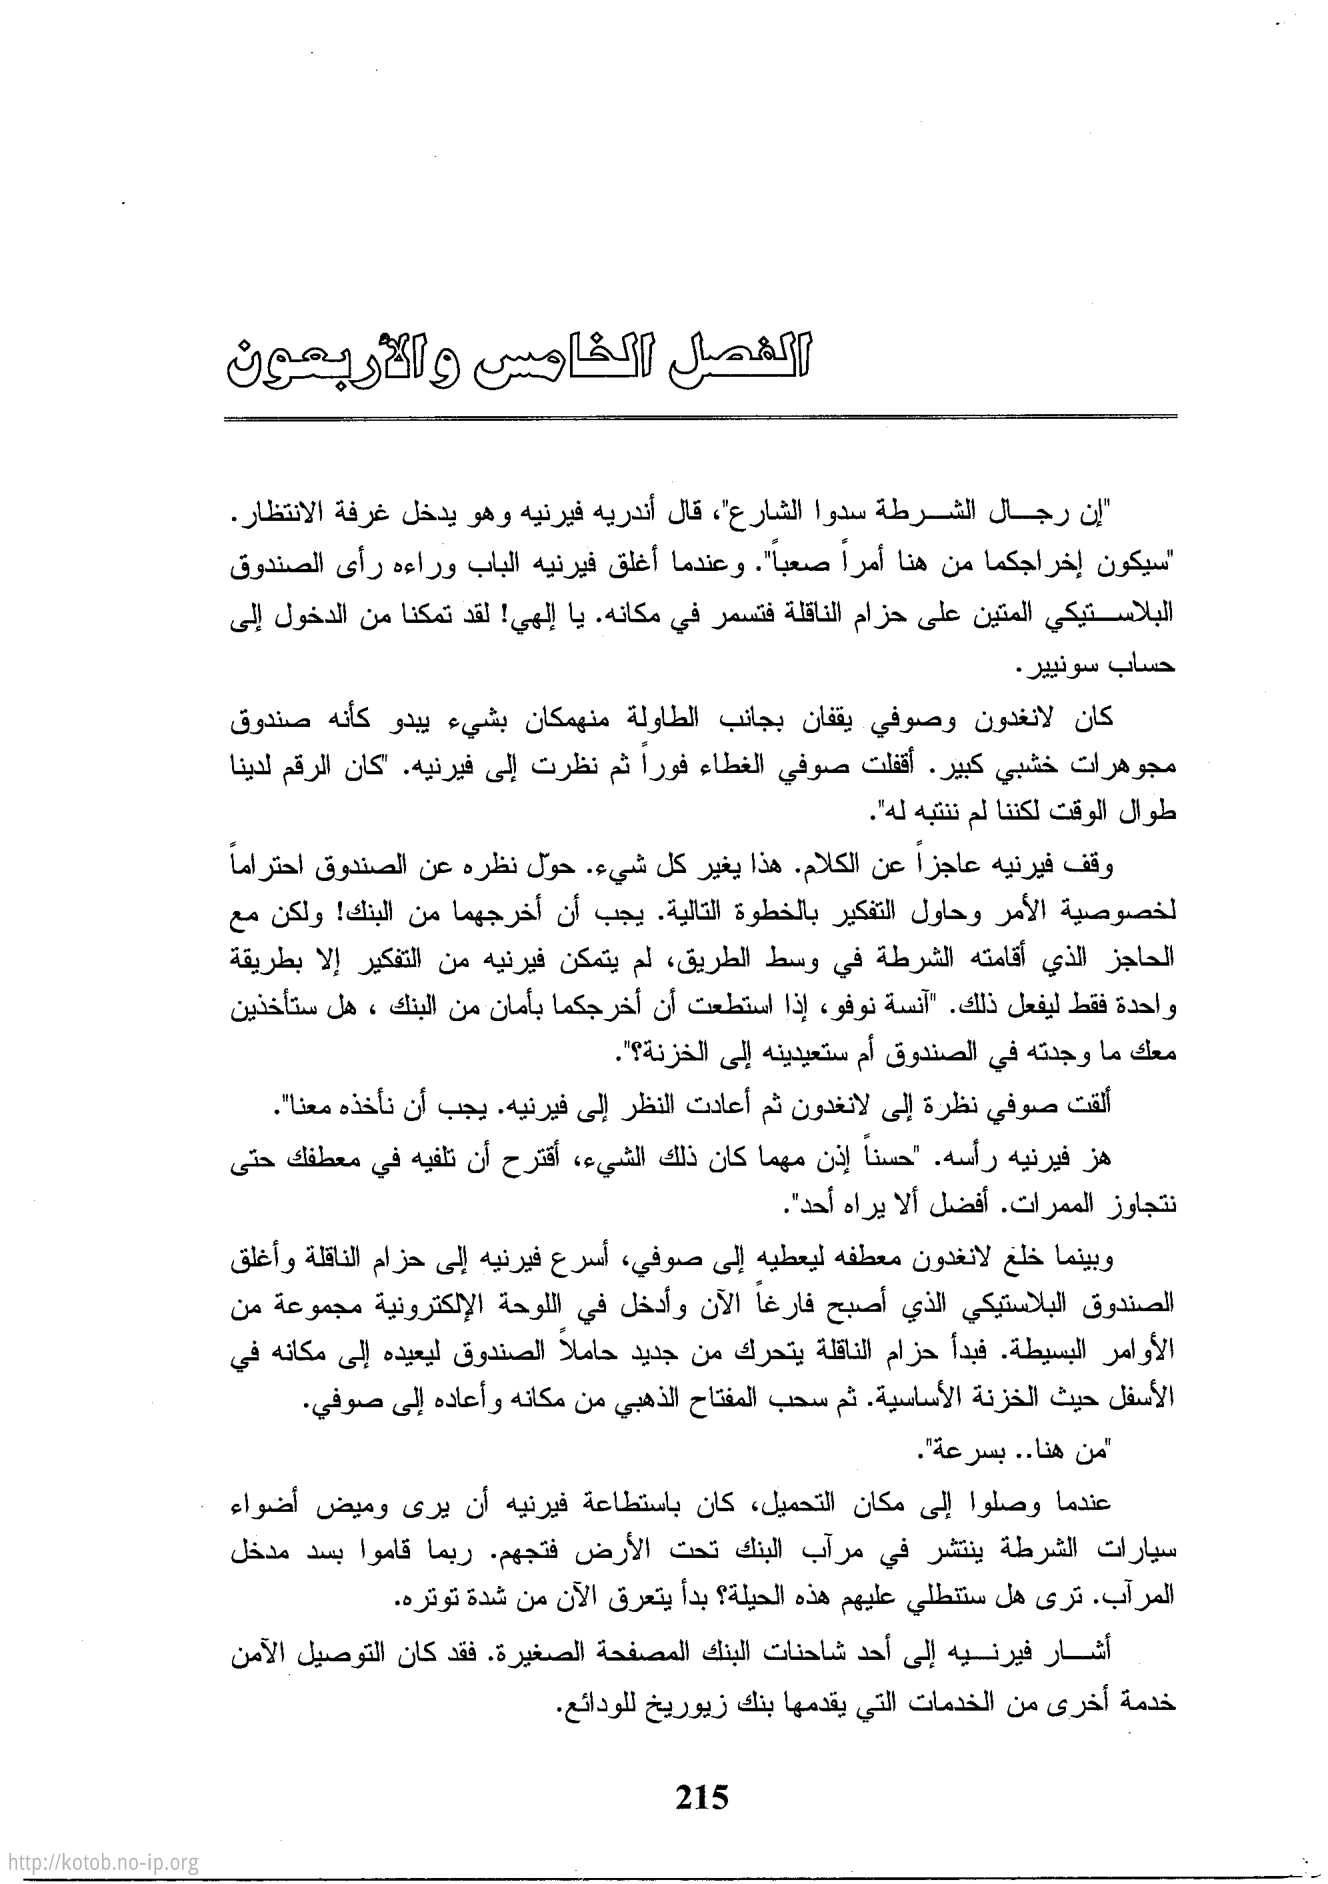 الفصل الخامس والأربعون
"إن رجـــال الشـــرطة سدوا الشارع"، قال أندريه فيرنيه وهو يدخل غرفة الانتظار.
"سيكون إخراجكما من هنا أمراً صعباً". وعندما أغلق فيرنيه الباب وراءه رأى الصندوق
البلاســـتيكي المتين على حزام الناقلة فتسمر في مكانه. يا إلهي! لقد تمكنا من الدخول إلى
حساب سونيير.
كان لانغدون وصوفي يقفان بجانب الطاولة منهمكان بشيء يبدو كأنه صندوق
مجوهرات خشبي كبير. أقفلت صوفي الغطاء فوراً ثم نظرت إلى فيرنيه. "كان الرقم لدينا
طوال الوقت لكننا لم ننتبه له".
وقف فيرنيه عاجزاً عن الكلام. هذا يغير كل شيء. حوّل نظره عن الصندوق احتراماً
لخصوصية الأمر وحاول التفكير بالخطوة التالية. يجب أن أخرجهما من البنك! ولكن مع
الحاجز الذي أقامته الشرطة في وسط الطريق، لم يتمكن فيرنيه من التفكير إلا بطريقة
واحدة فقط ليفعل ذلك. "آنسة نوفو، إذا استطعت أن أخرجكما بأمان من البنك ، هل ستأخذين
معك ما وجدته في الصندوق أم ستعيدينه إلى الخزنة؟".
ألقت صوفي نظرة إلى لانغدون ثم أعادت النظر إلى فيرنيه. يجب أن نأخذه معنا".
هز فيرنيه رأسه. "حسناً إذن مهما كان ذلك الشيء، أقترح أن تلفيه في معطفك حتى
نتجاوز الممرات. أفضل ألا يراه أحد".
وبينما خلع لانغدون معطفه ليعطيه إلى صوفي، أسرع فيرنيه إلى حزام الناقلة وأغلق
الصندوق البلاستيكي الذي أصبح فارغاً الآن وأدخل في اللوحة الإلكترونية مجموعة من
الأوامر البسيطة. فبدأ حزام الناقلة يتحرك من جديد حاملاً الصندوق ليعيده إلى مكانه في
الأسفل حيث الخزنة الأساسية. ثم سحب المفتاح الذهبي من مكانه وأعاده إلى صوفي.
"من هنا.. بسرعة".
عندما وصلوا إلى مكان التحميل، كان باستطاعة فيرنيه أن يرى وميض أضواء
سيارات الشرطة ينتشر في مرآب البنك تحت الأرض فتجهم. ربما قاموا بسد مدخل
المرآب. ترى هل ستنطلي عليهم هذه الحيلة؟ بدأ يتعرق الآن من شدة توتره.
أشـــار فيرنـــيه إلى أحد شاحنات البنك المصفحة الصغيرة. فقد كان التوصيل الآمن
خدمة أخرى من الخدمات التي يقدمها بنك زيوريخ للودائع.
215
http://kotob.no-ip.org